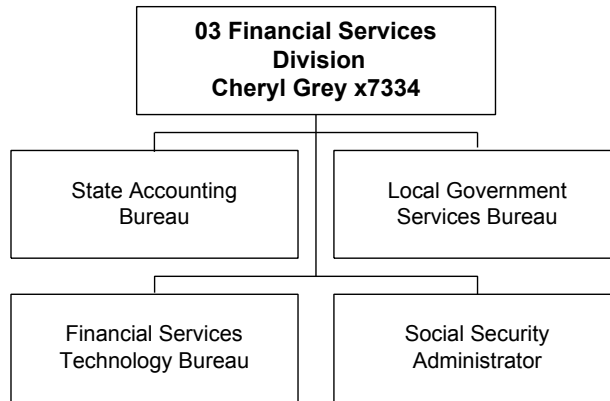 03 Financial Services
Division
Cheryl Grey x7334
State Accounting
Bureau
Local Government
Services Bureau
Financial Services
Technology Bureau
Social Security
Administrator